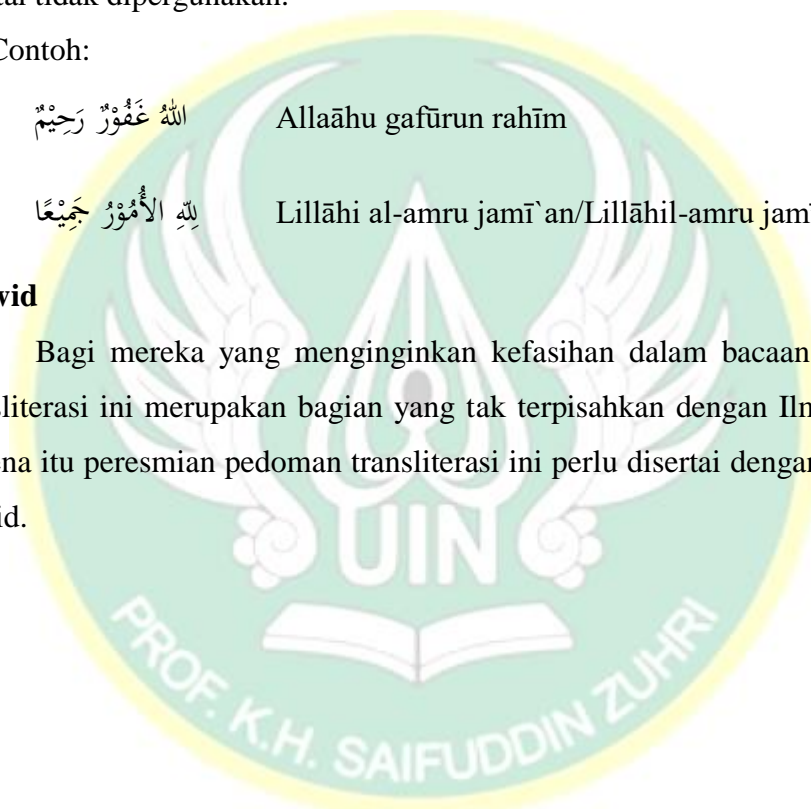 tidak dipergunakan.
Contoh:
اللهُ غَفُوْرٌ رَحِيْمٌ Allaāhu gafūrun rahīm
لِلّهِ الأُمُوْرُ جَمِيْعًا Lillāhi al-amru jamī`an/Lillāhil-amru jam
wid
Bagi mereka yang menginginkan kefasihan dalam bacaan
sliterasi ini merupakan bagian yang tak terpisahkan dengan Iln
ena itu peresmian pedoman transliterasi ini perlu disertai dengan
id.
UIN
PROF. K.H. SAIFUDDIN ZUHRI